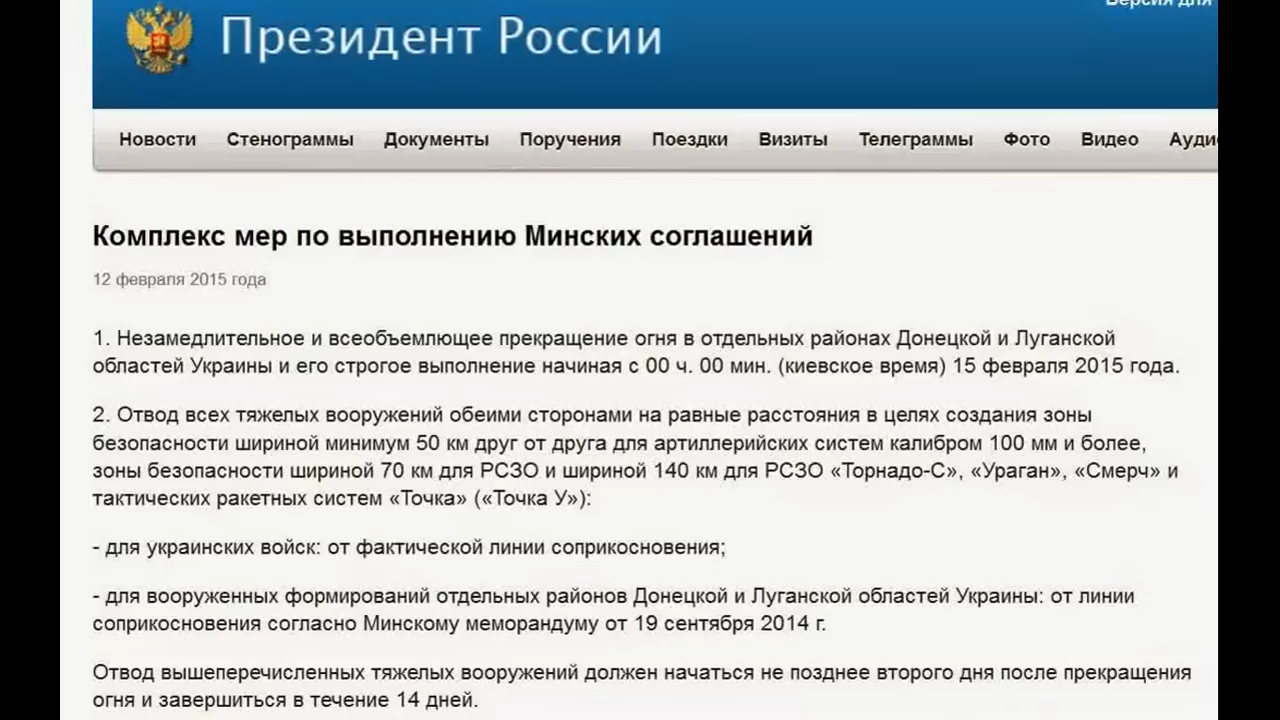 Версия для
Президент России
Новости Стенограммы Документы Поручения Поездки Визиты Телеграммы Фото Видео
Комплекс мер по выполнению Минских соглашений
12 февраля 2015 года
1. Незамедлительное и всеобъемлющее прекращение огня в отдельных районах Донецкой и Луганской
областей Украины и его строгое выполнение начиная с 00 ч. 00 мин. (киевское время) 15 февраля 2015 года.
2. Отвод всех тяжелых вооружений обеими сторонами на равные расстояния в целях создания зоны
безопасности шириной минимум 50 км друг от друга для артиллерийских систем калибром 100 мм и более,
зоны безопасности шириной 70 км для РСЗО и шириной 140 км для РСЗО «Торнадо-С», «Ураган», «Смерч» и
тактических ракетных систем «Точка» («Точка У»):
- для украинских войск: от фактической линии соприкосновения;
- для вооруженных формирований отдельных районов Донецкой и Луганской областей Украины: от линии
соприкосновения согласно Минскому меморандуму от 19 сентября 2014 г.
Отвод вышеперечисленных тяжелых вооружений должен начаться не позднее второго дня после прекращения
огня и завершиться в течение 14 дней.